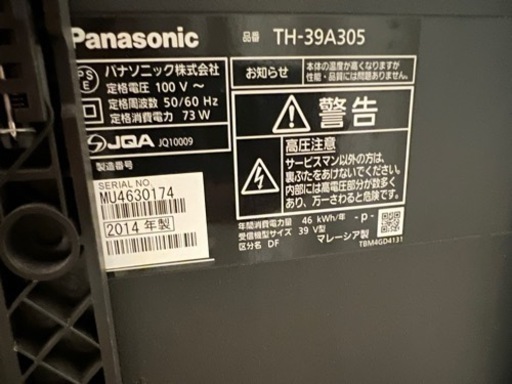 Panasonic 品番 TH-39A305
PS E パナソニック株式会社
定格電圧 100 V ～
定格周波数 50/60 Hz
定格消費電力 73 W
JQA JQ10009
製造番号
SERIAL NO.
MU4630174
2014 年製
お知らせ
本体の温度が高くなりますが
性能・品質には問題ありません。
警告
高圧注意
サービスマン以外の方は、
裏ぶたをあけないでください。
内部には高電圧部分が数多く
あり、万一さわると危険です。
年間消費電力量 46 kWh/年 - p -
受信機型サイズ 39 V型
区分名 DF マレーシア製
TBM4GD4131